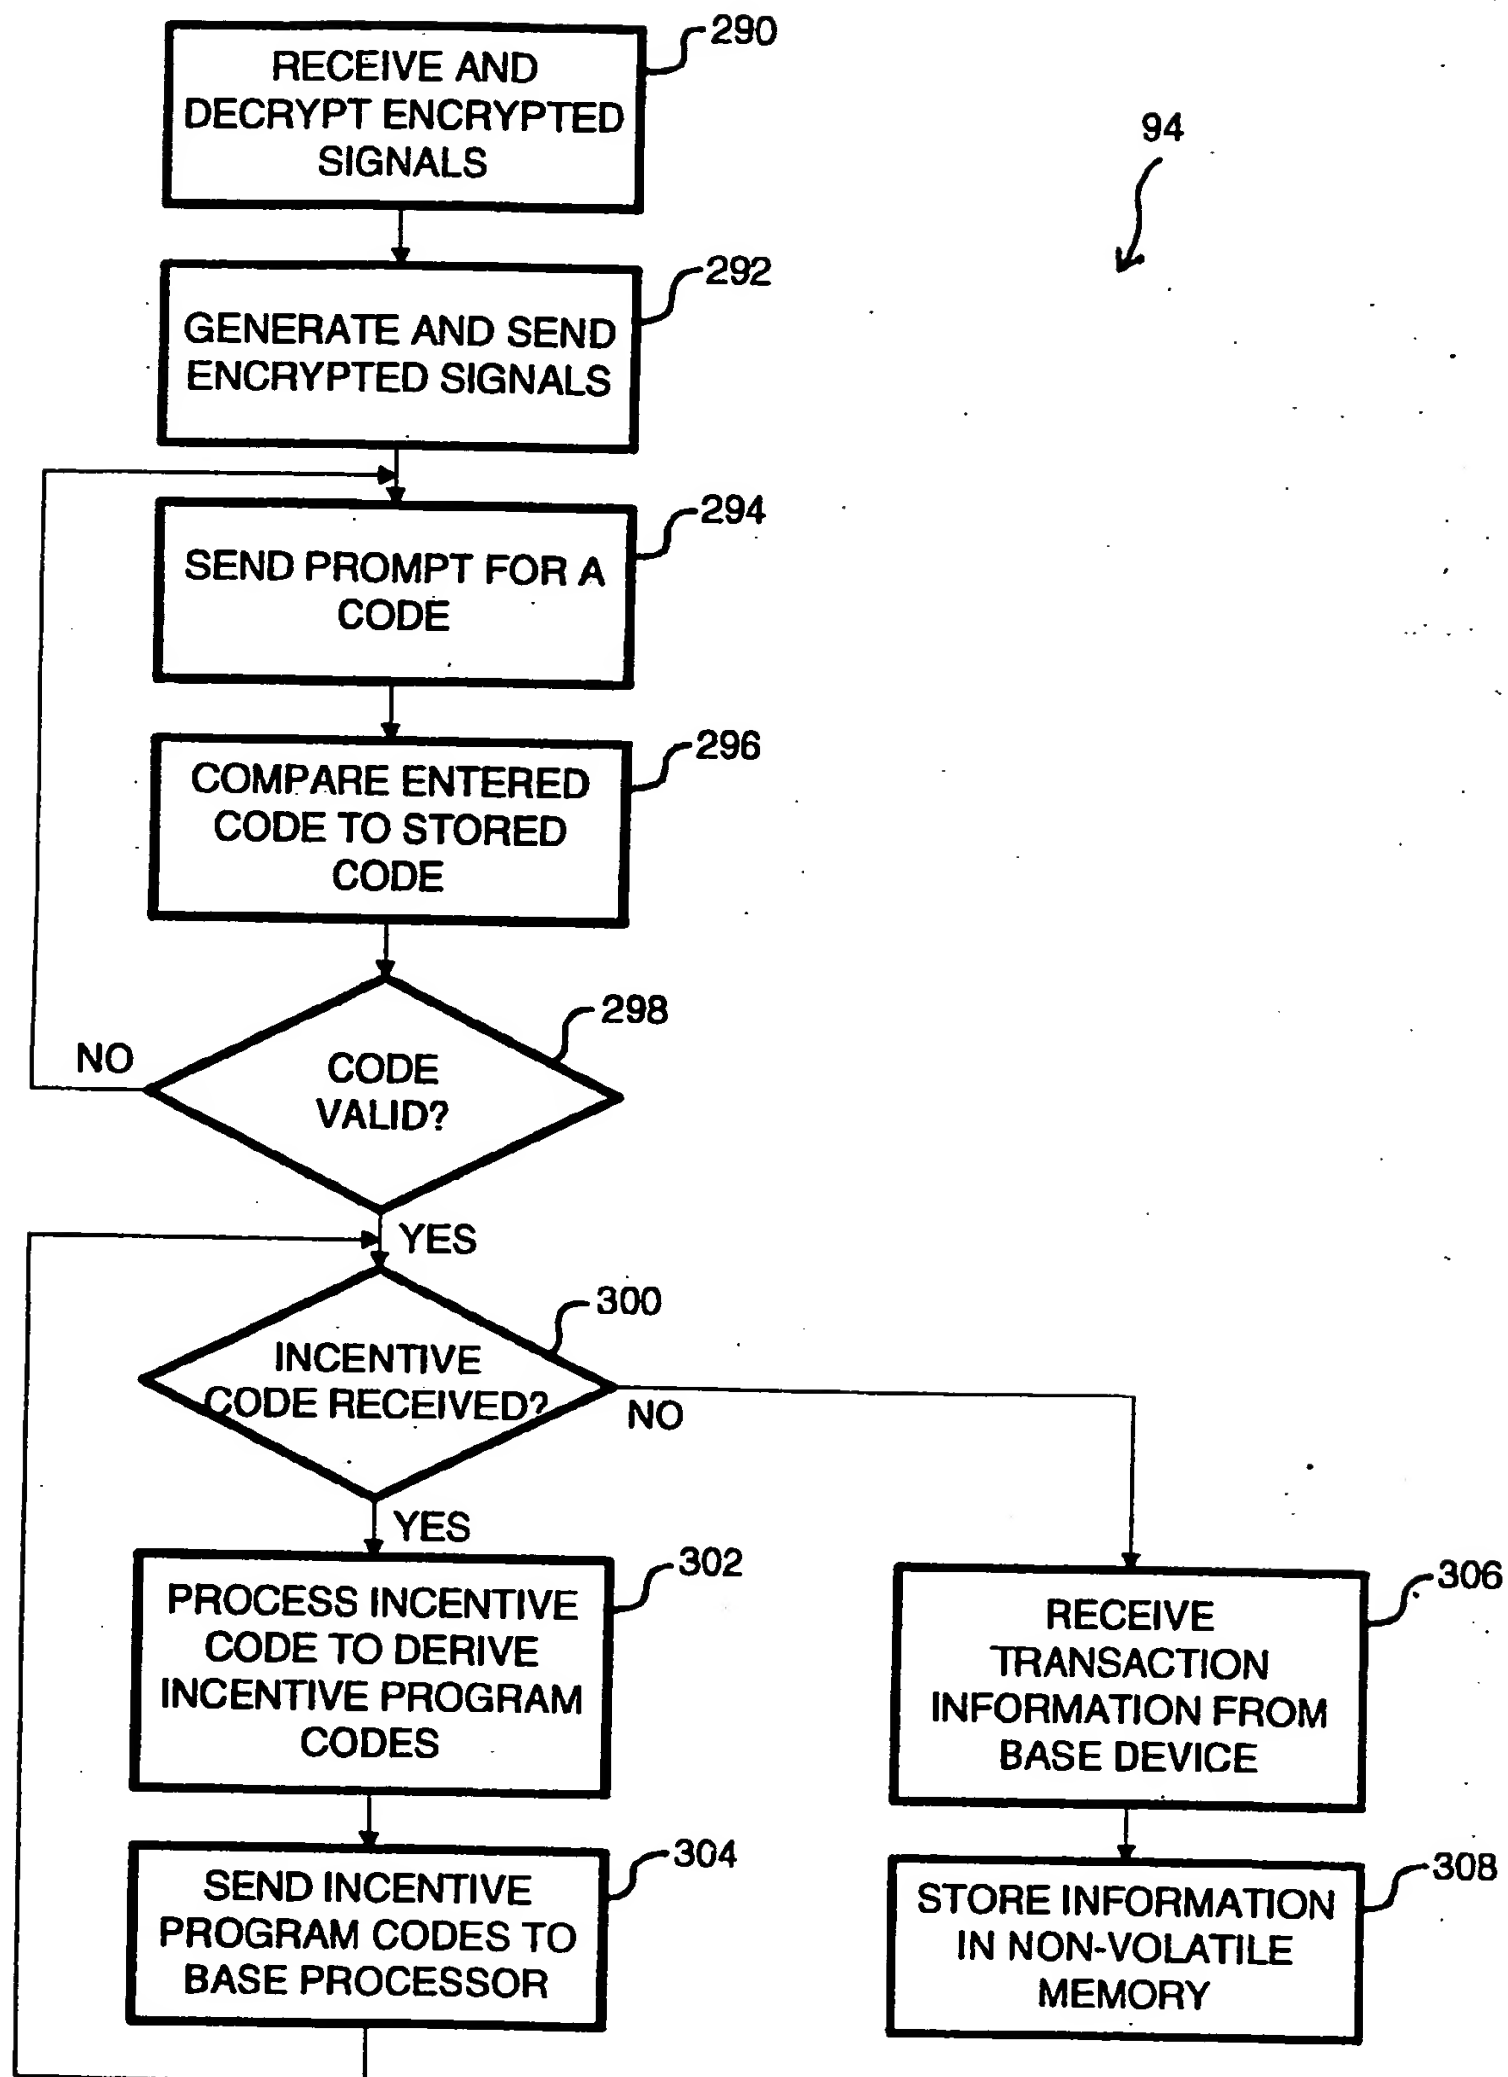 290
RECEIVE AND
DECRYPT ENCRYPTED
SIGNALS
94
292
GENERATE AND SEND
ENCRYPTED SIGNALS
294
SEND PROMPT FOR A
CODE
296
COMPARE ENTERED
CODE TO STORED
CODE
298
NO
CODE
VALID?
YES
300
INCENTIVE
CODE RECEIVED?
NO
YES
302
PROCESS INCENTIVE
CODE TO DERIVE
INCENTIVE PROGRAM
CODES
306
RECEIVE
TRANSACTION
INFORMATION FROM
BASE DEVICE
304
SEND INCENTIVE
PROGRAM CODES TO
BASE PROCESSOR
308
STORE INFORMATION
IN NON-VOLATILE
MEMORY